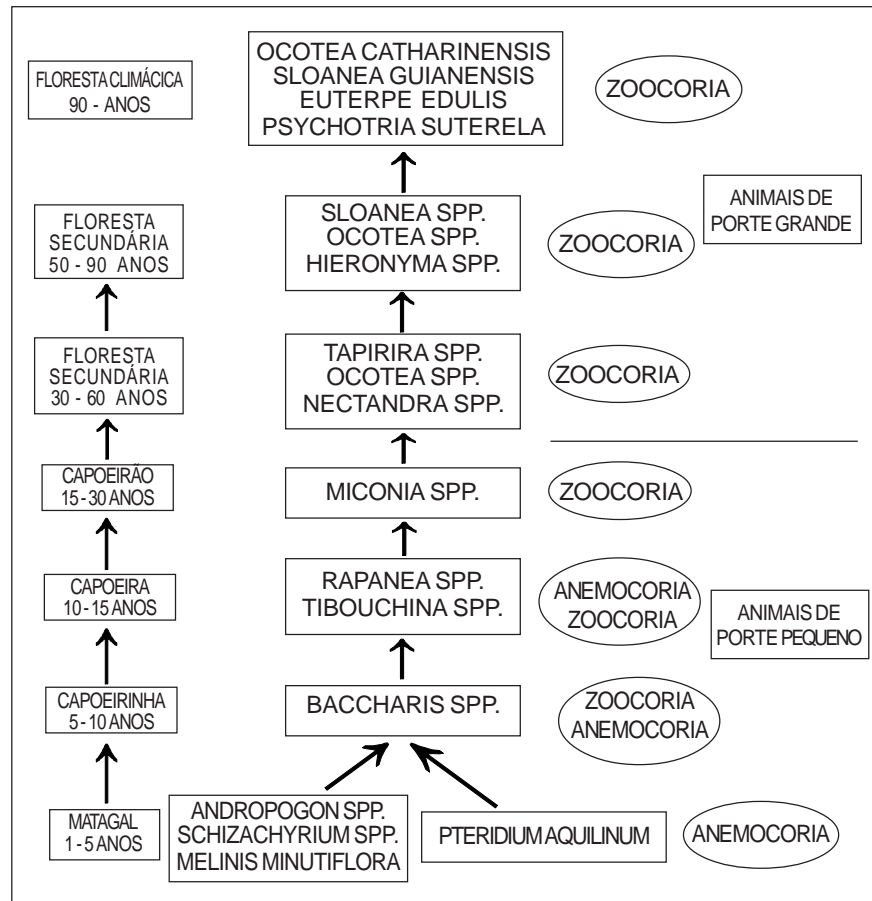 FLORESTA CLIMÁCICA
90 - ANOS
OCOTEA CATHARINENSIS
SLOANEA GUIANENSIS
EUTERPE EDULIS
PSYCHOTRIA SUTERELA
ZOOCORIA
FLORESTA
SECUNDÁRIA
50 - 90 ANOS
SLOANEA SPP.
OCOTEA SPP.
HIERONYMA SPP.
ZOOCORIA
ANIMAIS DE
PORTE GRANDE
FLORESTA
SECUNDÁRIA
30 - 60 ANOS
TAPIRIRA SPP.
OCOTEA SPP.
NECTANDRA SPP.
ZOOCORIA
CAPOEIRÃO
15 - 30 ANOS
MICONIA SPP.
ZOOCORIA
CAPOEIRA
10 - 15 ANOS
RAPANEA SPP.
TIBOUCHINA SPP.
ANEMOCORIA
ZOOCORIA
ANIMAIS DE
PORTE PEQUENO
CAPOEIRINHA
5 - 10 ANOS
BACCHARIS SPP.
ZOOCORIA
ANEMOCORIA
MATAGAL
1 - 5 ANOS
ANDROPOGON SPP.
SCHIZACHYRIUM SPP.
MELINIS MINUTIFLORA
PTERIDIUM AQUILINUM
ANEMOCORIA